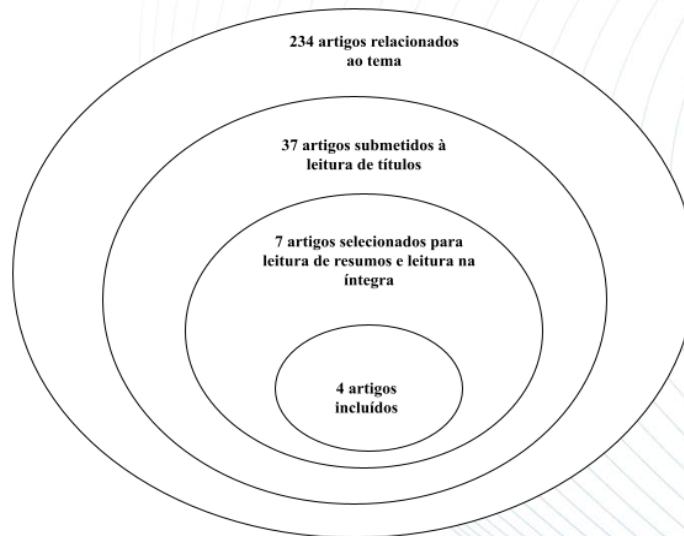 234 artigos relacionados
ao tema
37 artigos submetidos à
leitura de títulos
7 artigos selecionados para
leitura de resumos e leitura na
íntegra
4 artigos
incluídos